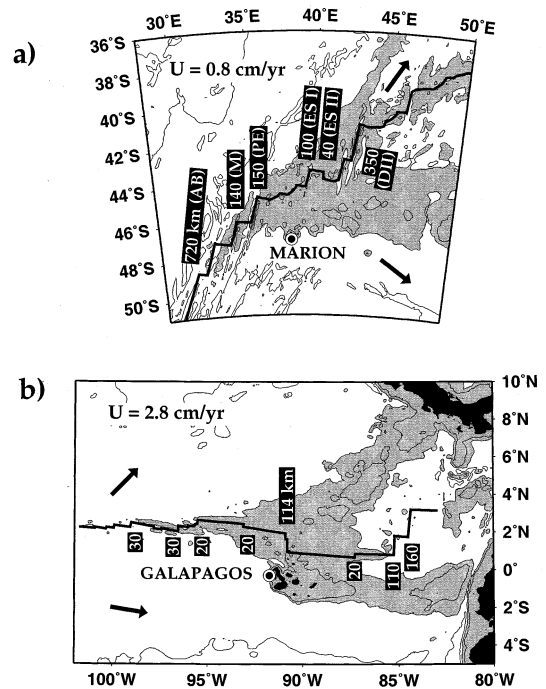 a)
30°E 35°E 40°E 45°E 50°E
36°S
38°S
40°S
42°S
44°S
46°S
48°S
50°S
U = 0.8 cm/yr
720 km (AB)
140 (M)
150 (PE)
100 (ES I)
40 (ES II)
350
(DII)
MARION
b)
U = 2.8 cm/yr
10°N
8°N
6°N
4°N
2°N
0°
2°S
4°S
114 km
30
30
20
20
20
110
160
GALAPAGOS
100°W 95°W 90°W 85°W 80°W